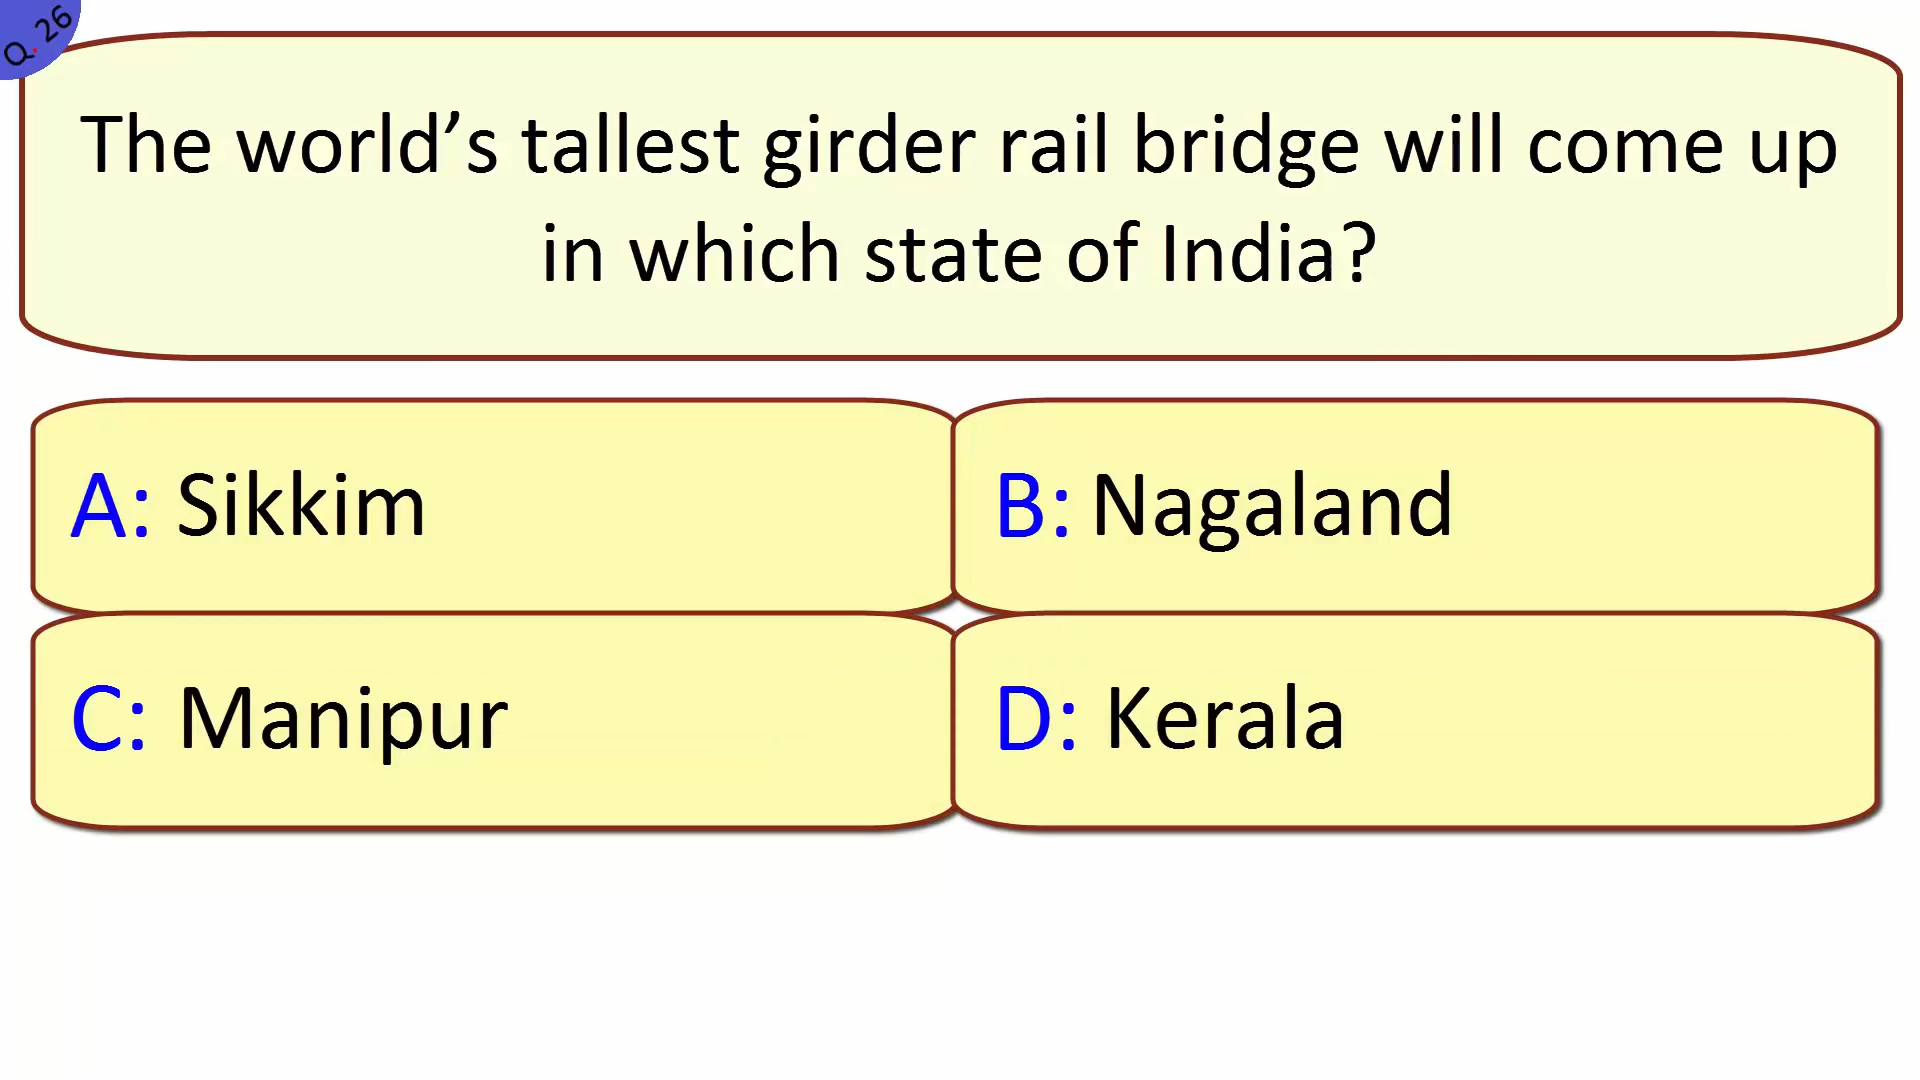 Q. 26
The world’s tallest girder rail bridge will come up
in which state of India?
A: Sikkim
B: Nagaland
C: Manipur
D: Kerala